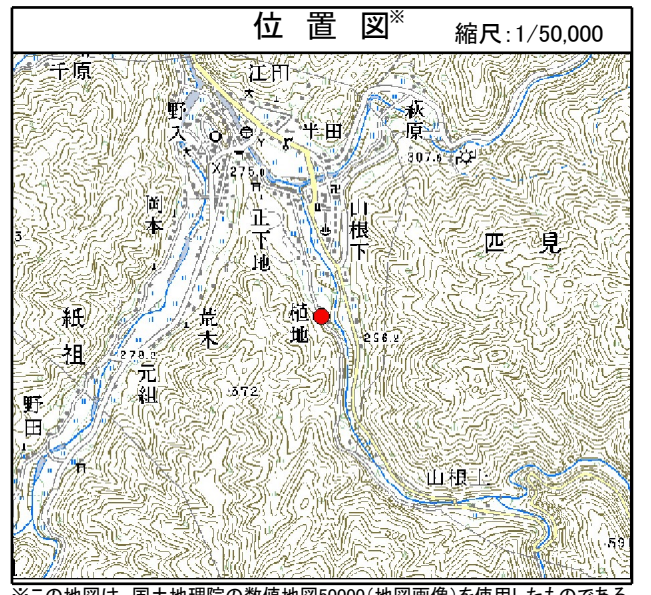 位置図※
縮尺:1/50,000
千原
江田
野入
半田
萩原
307.6
275.0
岡本
正下地
山根下
匹見
紙祖
荒木
植地
256.2
278.2
元組
372
野田
山根上
59
※この地図は、国土地理院の数値地図50000(地図画像)を使用したものである